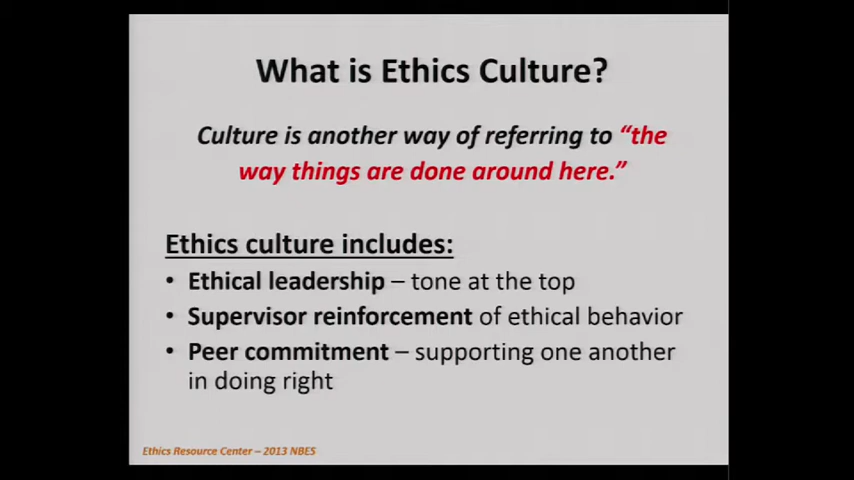 What is Ethics Culture?
Culture is another way of referring to “the
way things are done around here.”
Ethics culture includes:
• Ethical leadership – tone at the top
• Supervisor reinforcement of ethical behavior
• Peer commitment – supporting one another
in doing right
Ethics Resource Center – 2013 NBES